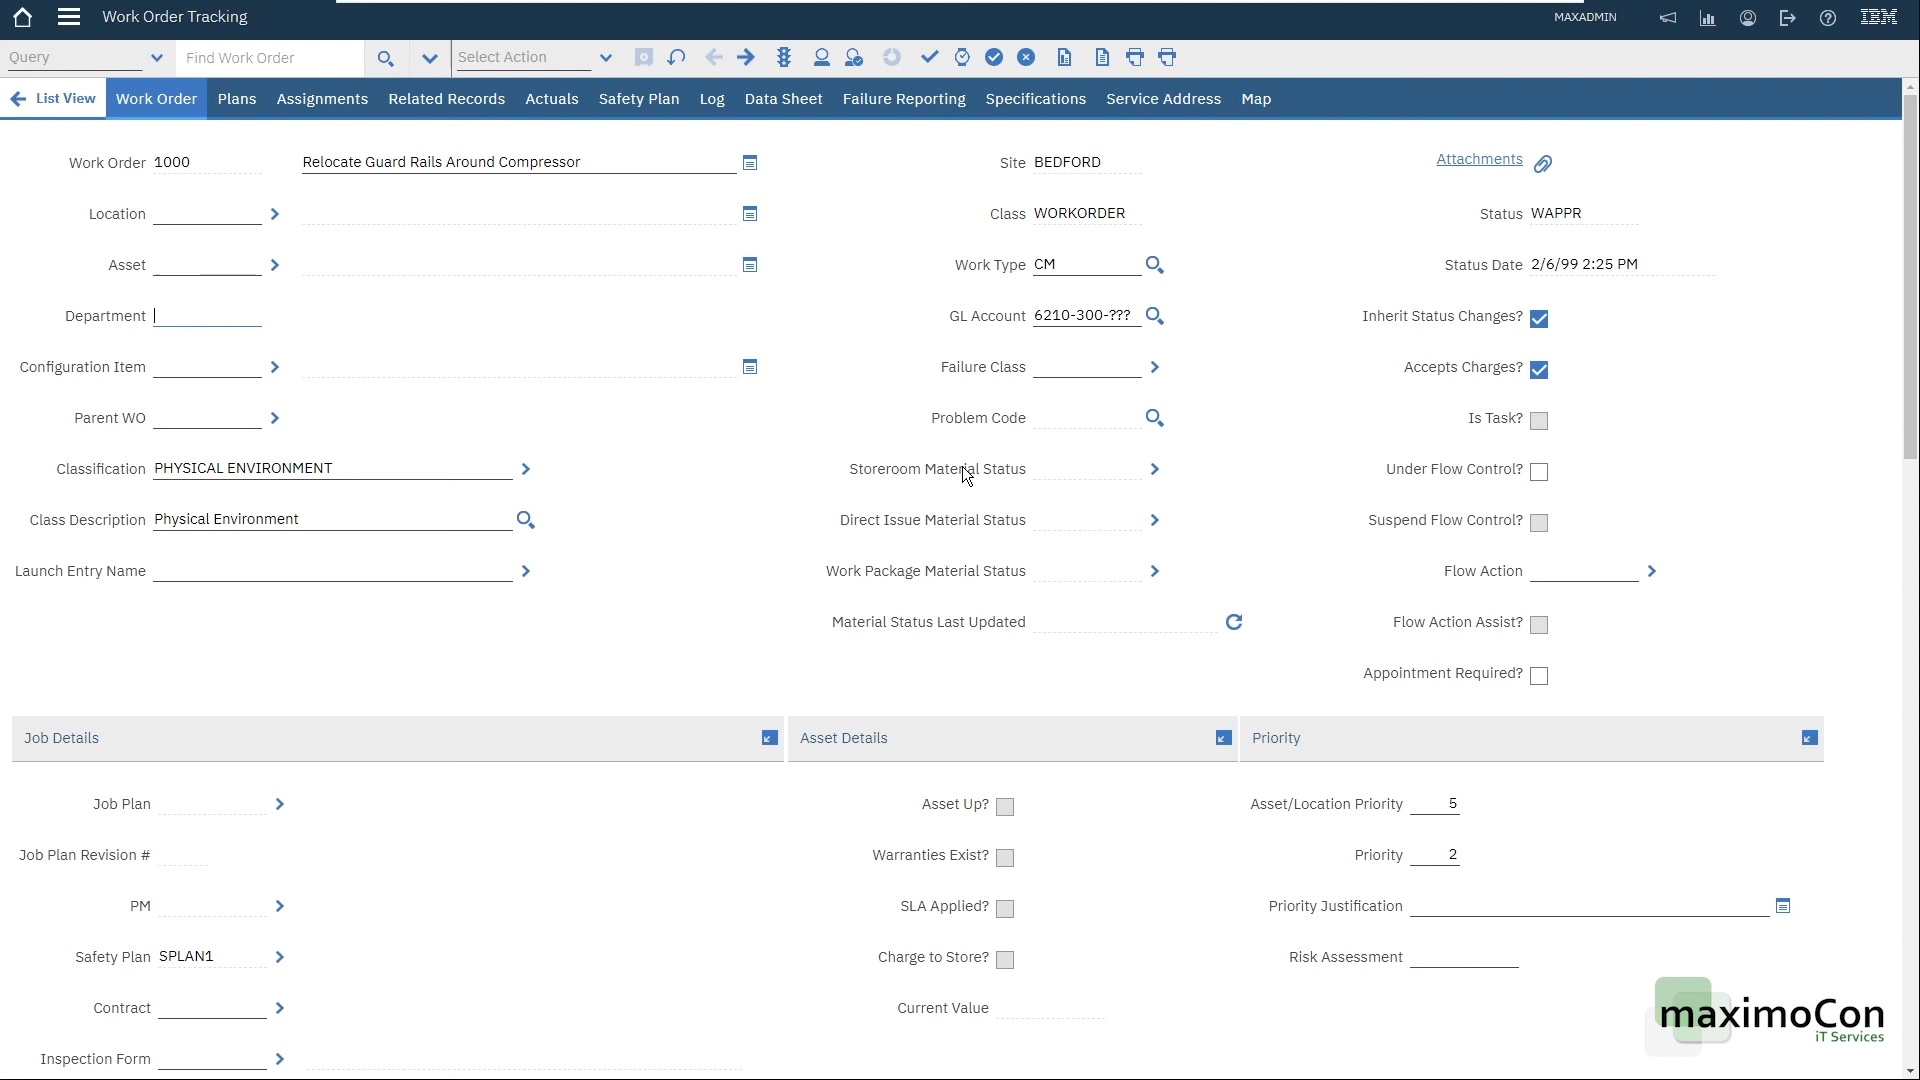 Work Order Tracking
MAXADMIN
IBM
Query
Find Work Order
Select Action
List View
Work Order
Plans
Assignments
Related Records
Actuals
Safety Plan
Log
Data Sheet
Failure Reporting
Specifications
Service Address
Map
Work Order 1000 Relocate Guard Rails Around Compressor
Location
Asset
Department
Configuration Item
Parent WO
Classification PHYSICAL ENVIRONMENT
Class Description Physical Environment
Launch Entry Name
Site BEDFORD
Class WORKORDER
Work Type CM
GL Account 6210-300-???
Failure Class
Problem Code
Storeroom Material Status
Direct Issue Material Status
Work Package Material Status
Material Status Last Updated
Attachments
Status WAPPR
Status Date 2/6/99 2:25 PM
Inherit Status Changes?
Accepts Charges?
Is Task?
Under Flow Control?
Suspend Flow Control?
Flow Action
Flow Action Assist?
Appointment Required?
Job Details
Job Plan
Job Plan Revision #
PM
Safety Plan SPLAN1
Contract
Inspection Form
Asset Details
Asset Up?
Warranties Exist?
SLA Applied?
Charge to Store?
Current Value
Priority
Asset/Location Priority 5
Priority 2
Priority Justification
Risk Assessment
maximoCon
iT Services